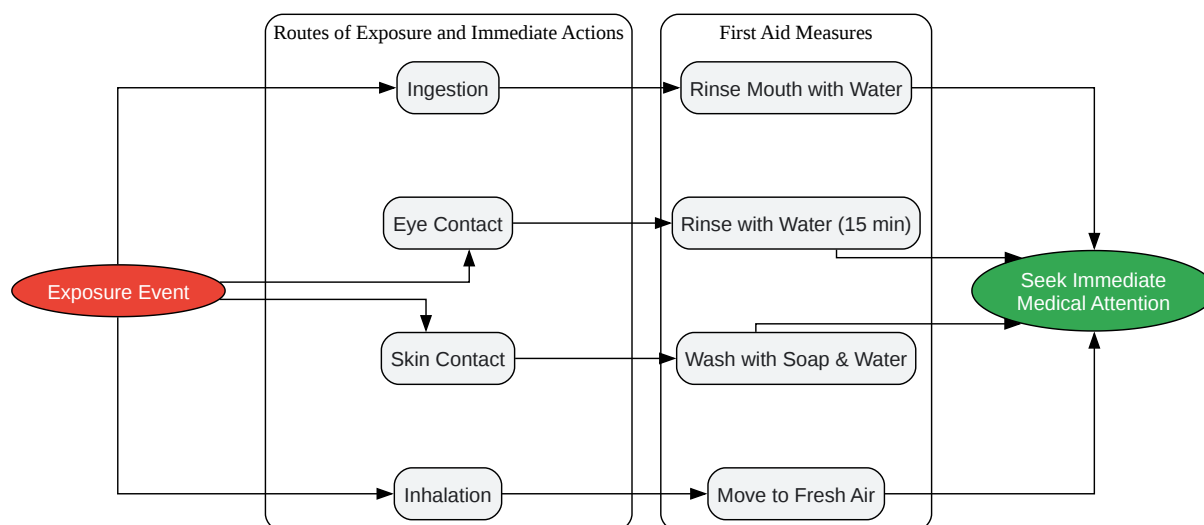 Routes of Exposure and Immediate Actions
First Aid Measures
Ingestion
Rinse Mouth with Water
Eye Contact
Rinse with Water (15 min)
Exposure Event
Seek Immediate
Medical Attention
Skin Contact
Wash with Soap & Water
Inhalation
Move to Fresh Air